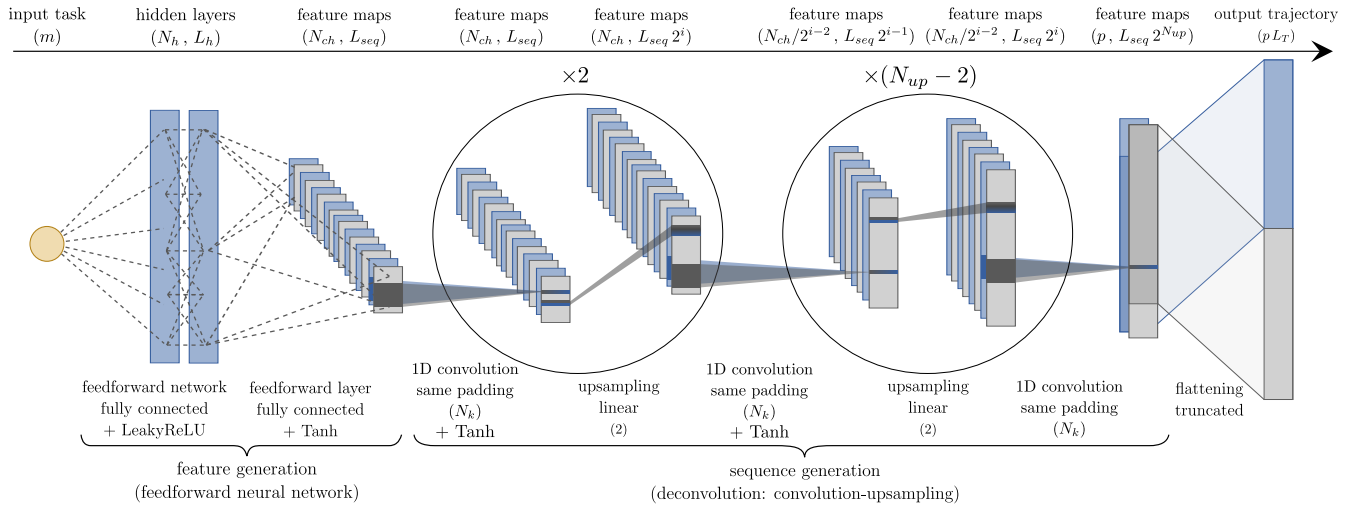 input task
(m)
hidden layers
(N_h , L_h)
feature maps
(N_ch , L_seq)
feature maps
(N_ch , L_seq)
feature maps
(N_ch , L_seq 2^i)
feature maps
(N_ch/2^{i−2} , L_seq 2^{i−1})
feature maps
(N_ch/2^{i−2} , L_seq 2^i)
feature maps
(p , L_seq 2^{Nup})
output trajectory
(p L_T)
×2
×(N_up − 2)
feedforward network
fully connected
+ LeakyReLU
feedforward layer
fully connected
+ Tanh
1D convolution
same padding
(N_k)
+ Tanh
upsampling
linear
(2)
1D convolution
same padding
(N_k)
+ Tanh
upsampling
linear
(2)
1D convolution
same padding
(N_k)
flattening
truncated
feature generation
(feedforward neural network)
sequence generation
(deconvolution: convolution-upsampling)